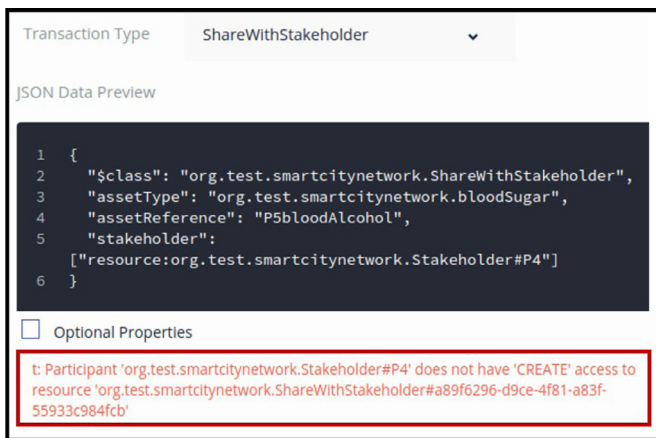 Transaction Type ShareWithStakeholder
JSON Data Preview
1 {
2 "$class": "org.test.smartcitynetwork.ShareWithStakeholder",
3 "assetType": "org.test.smartcitynetwork.bloodSugar",
4 "assetReference": "P5bloodAlcohol",
5 "stakeholder":
["resource:org.test.smartcitynetwork.Stakeholder#P4"]
6 }
Optional Properties
t: Participant 'org.test.smartcitynetwork.Stakeholder#P4' does not have 'CREATE' access to
resource 'org.test.smartcitynetwork.ShareWithStakeholder#a89f6296-d9ce-4f81-a83f-
55933c984fcb'